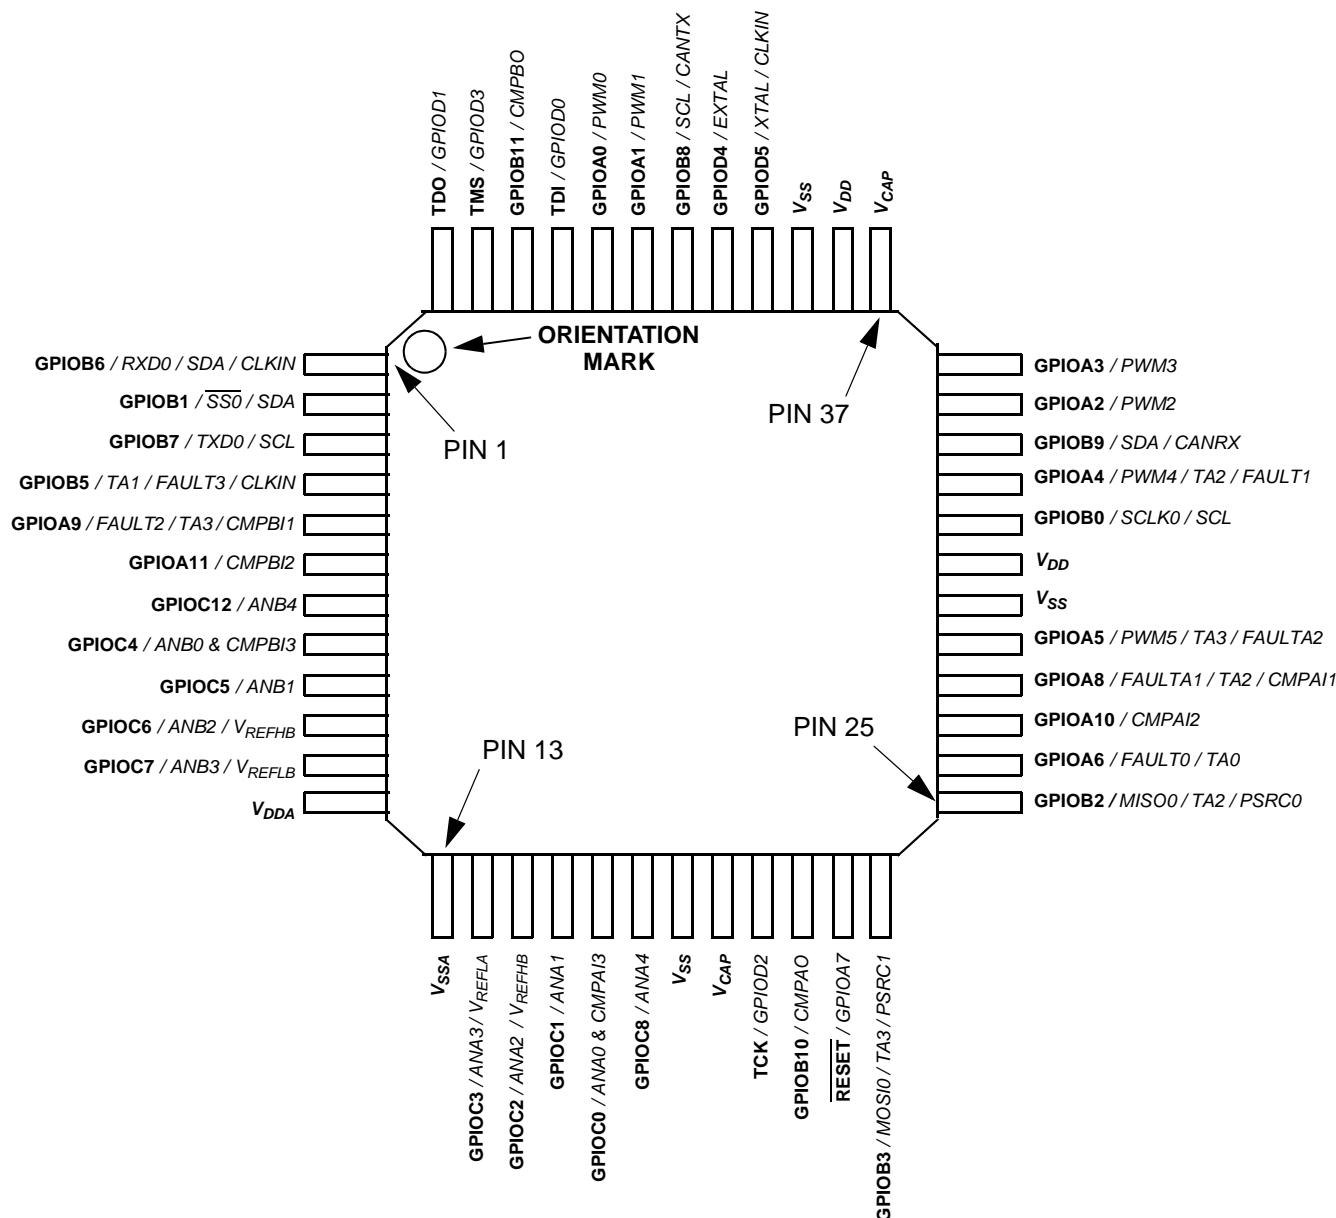 TDO / GPIOD1
TMS / GPIOD3
GPIOB11 / CMPBO
TDI / GPIOD0
GPIOA0 / PWM0
GPIOA1 / PWM1
GPIOB8 / SCL / CANTX
GPIOD4 / EXTAL
GPIOD5 / XTAL / CLKIN
VSS
VDD
VCAP
ORIENTATION
MARK
PIN 1
PIN 37
GPIOB6 / RXD0 / SDA / CLKIN
GPIOB1 / S̅S̅0̅ / SDA
GPIOB7 / TXD0 / SCL
GPIOB5 / TA1 / FAULT3 / CLKIN
GPIOA9 / FAULT2 / TA3 / CMPBI1
GPIOA11 / CMPBI2
GPIOC12 / ANB4
GPIOC4 / ANB0 & CMPBI3
GPIOC5 / ANB1
GPIOC6 / ANB2 / VREFHB
GPIOC7 / ANB3 / VREFLB
VDDA
GPIOA3 / PWM3
GPIOA2 / PWM2
GPIOB9 / SDA / CANRX
GPIOA4 / PWM4 / TA2 / FAULT1
GPIOB0 / SCLK0 / SCL
VDD
VSS
GPIOA5 / PWM5 / TA3 / FAULTA2
GPIOA8 / FAULTA1 / TA2 / CMPAI1
GPIOA10 / CMPAI2
GPIOA6 / FAULT0 / TA0
GPIOB2 / MISO0 / TA2 / PSRC0
PIN 13
PIN 25
VSSA
GPIOC3 / ANA3 / VREFLA
GPIOC2 / ANA2 / VREFHB
GPIOC1 / ANA1
GPIOC0 / ANA0 & CMPAI3
GPIOC8 / ANA4
VSS
VCAP
TCK / GPIOD2
GPIOB10 / CMPAO
R̅E̅S̅E̅T̅ / GPIOA7
GPIOB3 / MOSI0 / TA3 / PSRC1